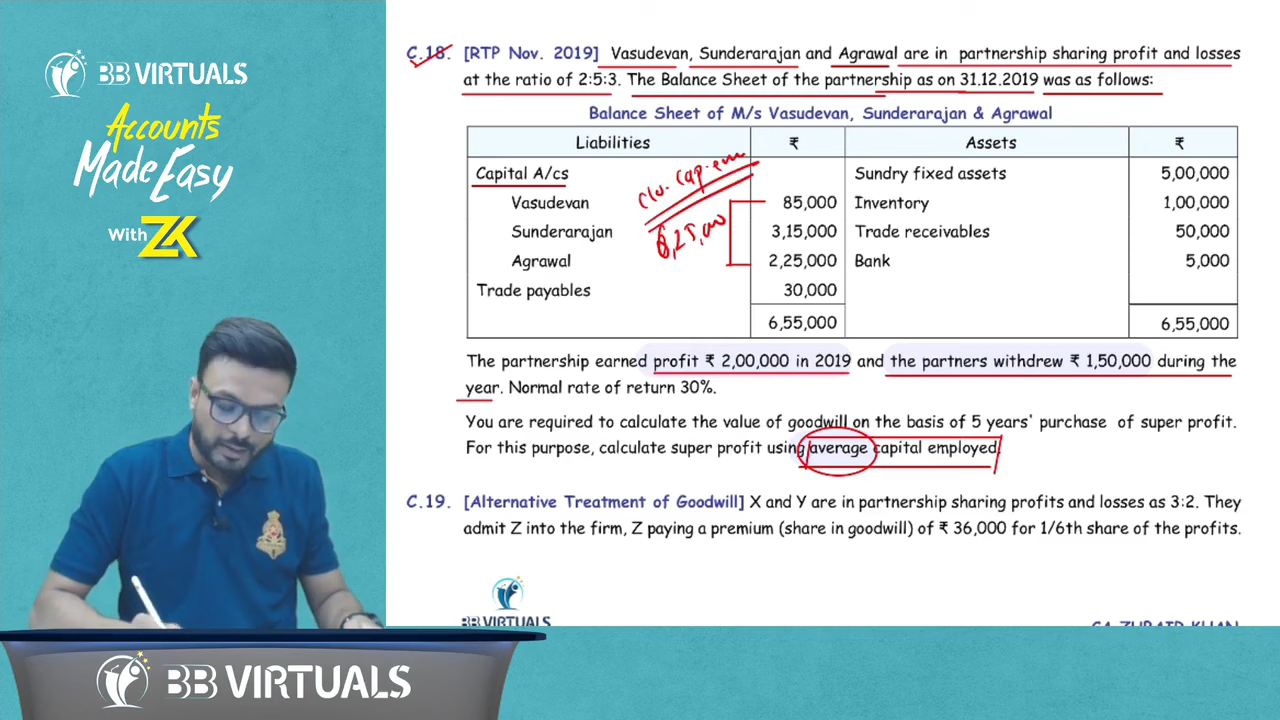 BB VIRTUALS
Accounts
Made Easy
With ZK
C.18. [RTP Nov. 2019] Vasudevan, Sunderarajan and Agrawal are in partnership sharing profit and losses
at the ratio of 2:5:3. The Balance Sheet of the partnership as on 31.12.2019 was as follows:
Balance Sheet of M/s Vasudevan, Sunderarajan & Agrawal
Liabilities ₹ Assets ₹
Capital A/cs Sundry fixed assets 5,00,000
Vasudevan 85,000 Inventory 1,00,000
Sunderarajan 3,15,000 Trade receivables 50,000
Agrawal 2,25,000 Bank 5,000
Trade payables 30,000
6,55,000 6,55,000
Clo. Cap. em
6,25,000
The partnership earned profit ₹ 2,00,000 in 2019 and the partners withdrew ₹ 1,50,000 during the
year. Normal rate of return 30%.
You are required to calculate the value of goodwill on the basis of 5 years' purchase of super profit.
For this purpose, calculate super profit using average capital employed.
C.19. [Alternative Treatment of Goodwill] X and Y are in partnership sharing profits and losses as 3:2. They
admit Z into the firm, Z paying a premium (share in goodwill) of ₹ 36,000 for 1/6th share of the profits.
BB VIRTUALS
CA ZUBAIR KHAN
BB VIRTUALS